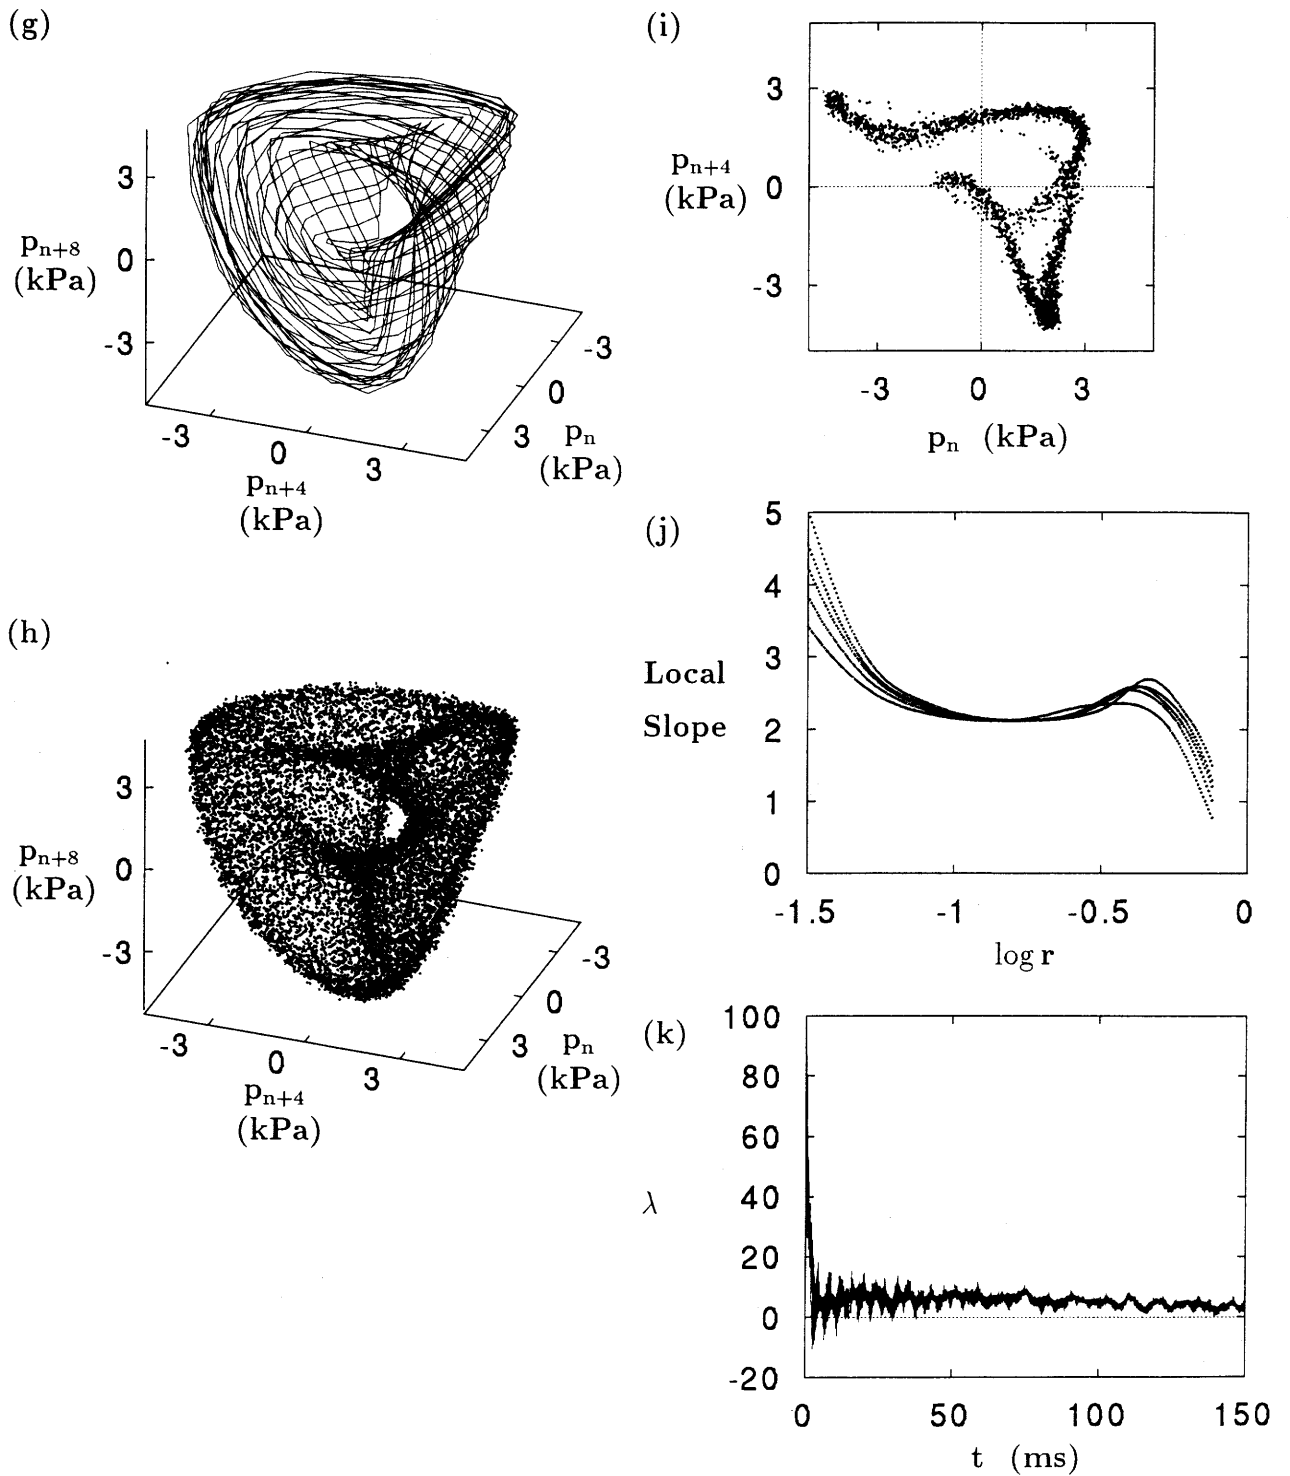 (g)
3
p_{n+8}
(kPa)
0
-3
-3
0
3
p_{n+4}
(kPa)
-3
0
3
p_n
(kPa)
(h)
3
p_{n+8}
(kPa)
0
-3
-3
0
3
p_{n+4}
(kPa)
-3
0
3
p_n
(kPa)
(i)
3
p_{n+4}
(kPa)
0
-3
-3 0 3
p_n (kPa)
(j)
5
4
3
Local
Slope
2
1
0
-1.5 -1 -0.5 0
log r
(k)
100
80
60
40
λ
20
0
-20
0 50 100 150
t (ms)